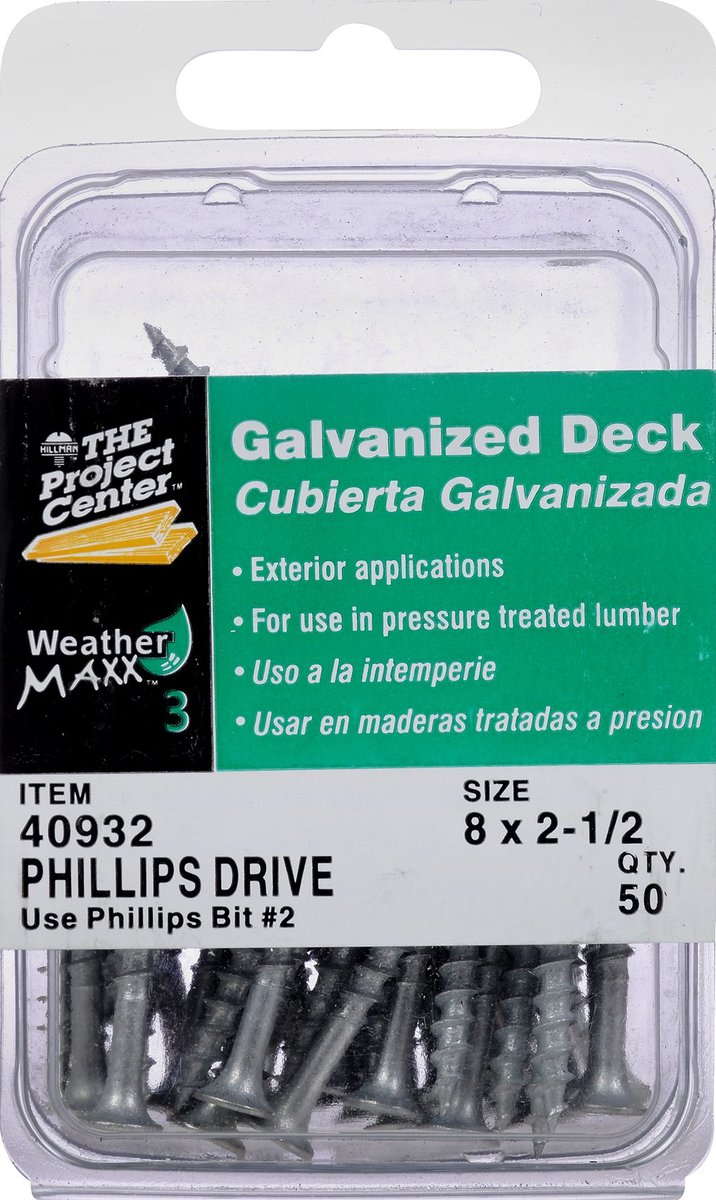 HILLMAN
THE
Project
Center™
Weather
MAXX™
3
Galvanized Deck
Cubierta Galvanizada
• Exterior applications
• For use in pressure treated lumber
• Uso a la intemperie
• Usar en maderas tratadas a presion
ITEM
40932
PHILLIPS DRIVE
Use Phillips Bit #2
SIZE
8 x 2-1/2
QTY.
50